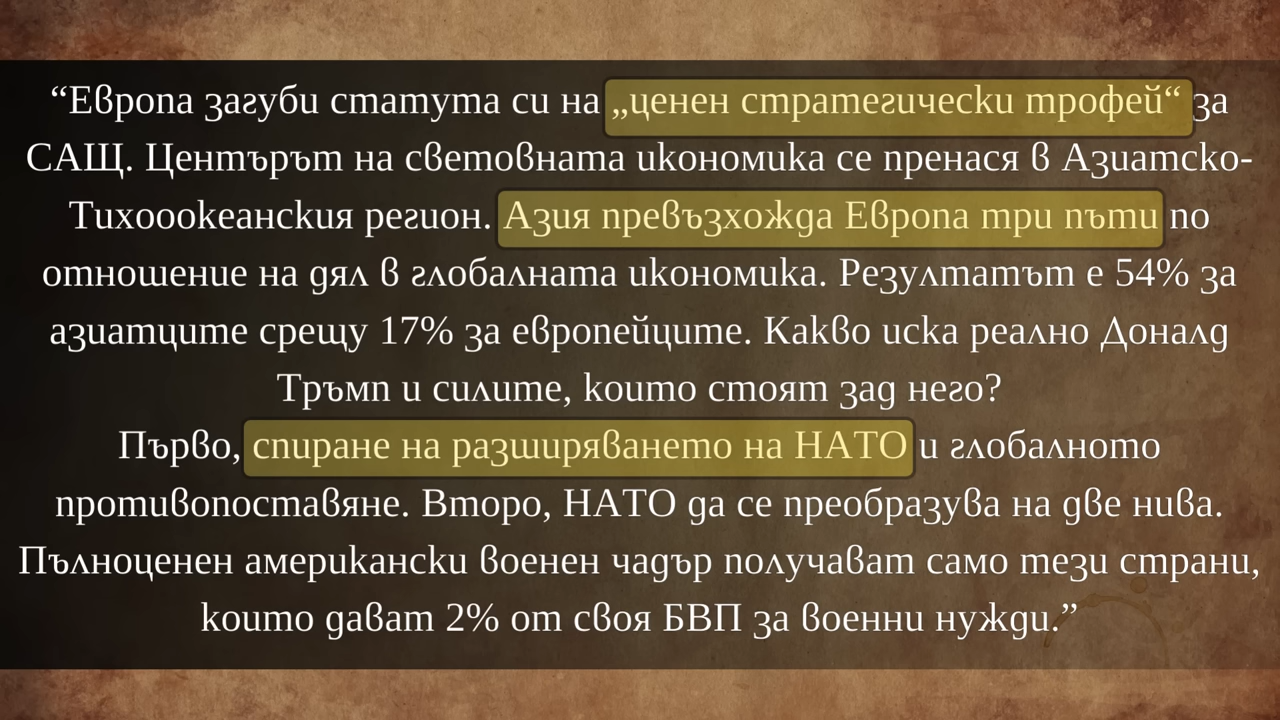 “Европа загуби статута си на „ценен стратегически трофей“ за
САЩ. Центърът на световната икономика се пренася в Азиатско-
Тихооокеанския регион. Азия превъзхожда Европа три пъти по
отношение на дял в глобалната икономика. Резултатът е 54% за
азиатците срещу 17% за европейците. Какво иска реално Доналд
Тръмп и силите, които стоят зад него?
Първо, спиране на разширяването на НАТО и глобалното
противопоставяне. Второ, НАТО да се преобразува на две нива.
Пълноценен американски военен чадър получават само тези страни,
които дават 2% от своя БВП за военни нужди.”